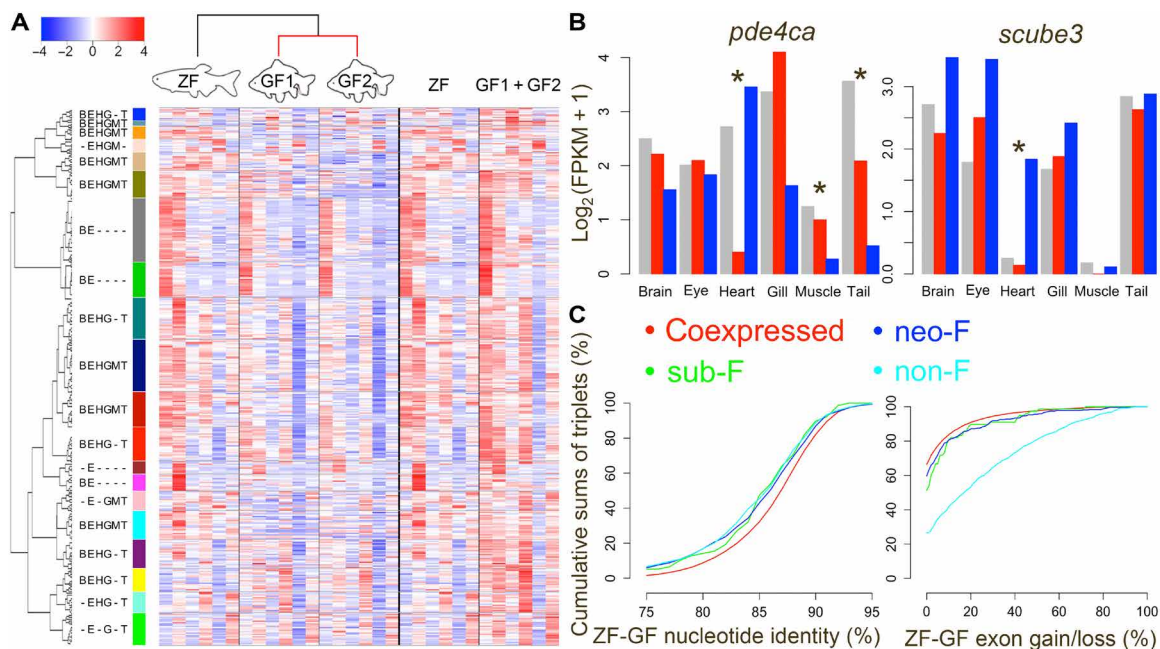 A
−4 −2 0 2 4
ZF
GF1
GF2
ZF
GF1 + GF2
BEHG - T
BEHGMT
BEHGMT
- EHGM -
BEHGMT
BEHGMT
BE - - - -
BE - - - -
BEHG - T
BEHGMT
BEHGMT
BEHG - T
- E - - - -
BE - - - -
- E - GMT
BEHGMT
BEHG - T
BEHG - T
- EHG - T
- E - G - T
B
pde4ca
scube3
Log2(FPKM + 1)
4
3
2
1
0
Brain Eye Heart Gill Muscle Tail
* * *
3.0
2.0
1.0
0.0
Brain Eye Heart Gill Muscle Tail
*
C
Coexpressed
neo-F
sub-F
non-F
Cumulative sums of triplets (%)
100
80
60
40
20
0
75 80 85 90 95
ZF-GF nucleotide identity (%)
100
80
60
40
20
0
0 20 40 60 80 100
ZF-GF exon gain/loss (%)